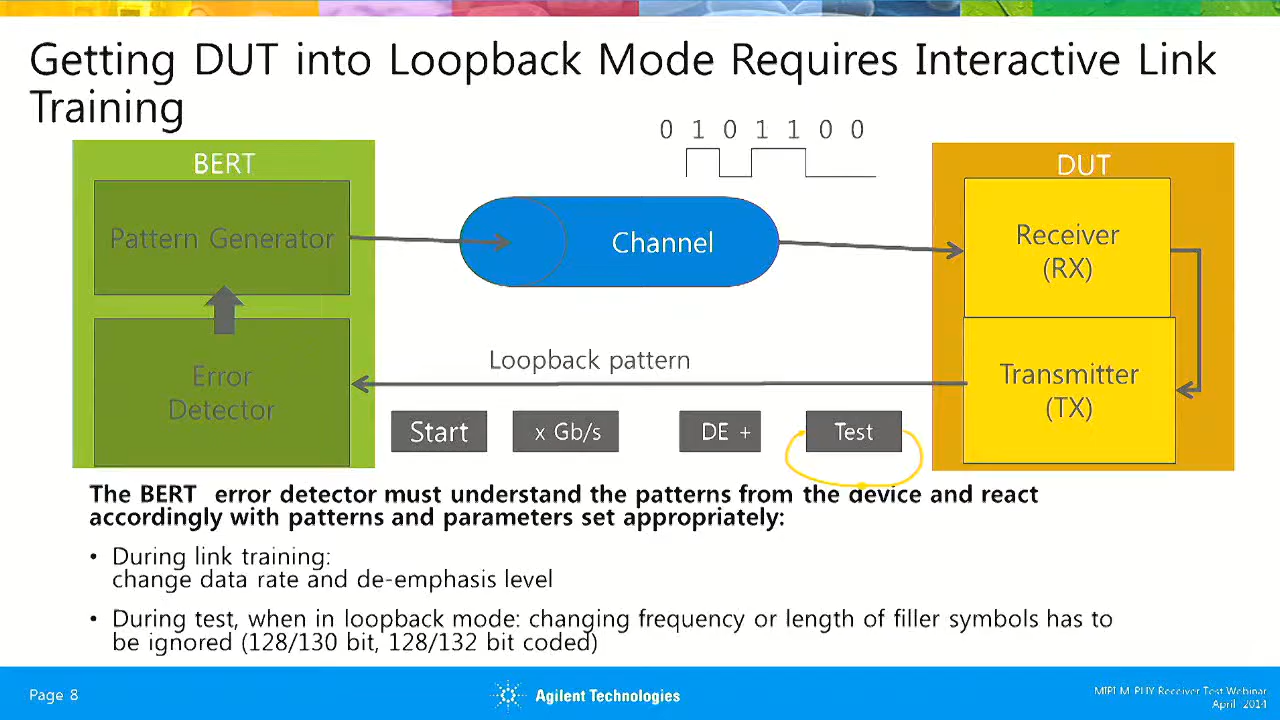 Getting DUT into Loopback Mode Requires Interactive Link
Training
0 1 0 1 1 0 0
BERT
DUT
Pattern Generator
Channel
Receiver
(RX)
Loopback pattern
Error
Detector
Transmitter
(TX)
Start
x Gb/s
DE +
Test
The BERT error detector must understand the patterns from the device and react
accordingly with patterns and parameters set appropriately:
• During link training:
change data rate and de-emphasis level
• During test, when in loopback mode: changing frequency or length of filler symbols has to
be ignored (128/130 bit, 128/132 bit coded)
Page 8
Agilent Technologies
MIPI M-PHY Receiver Test Webinar
April 2014